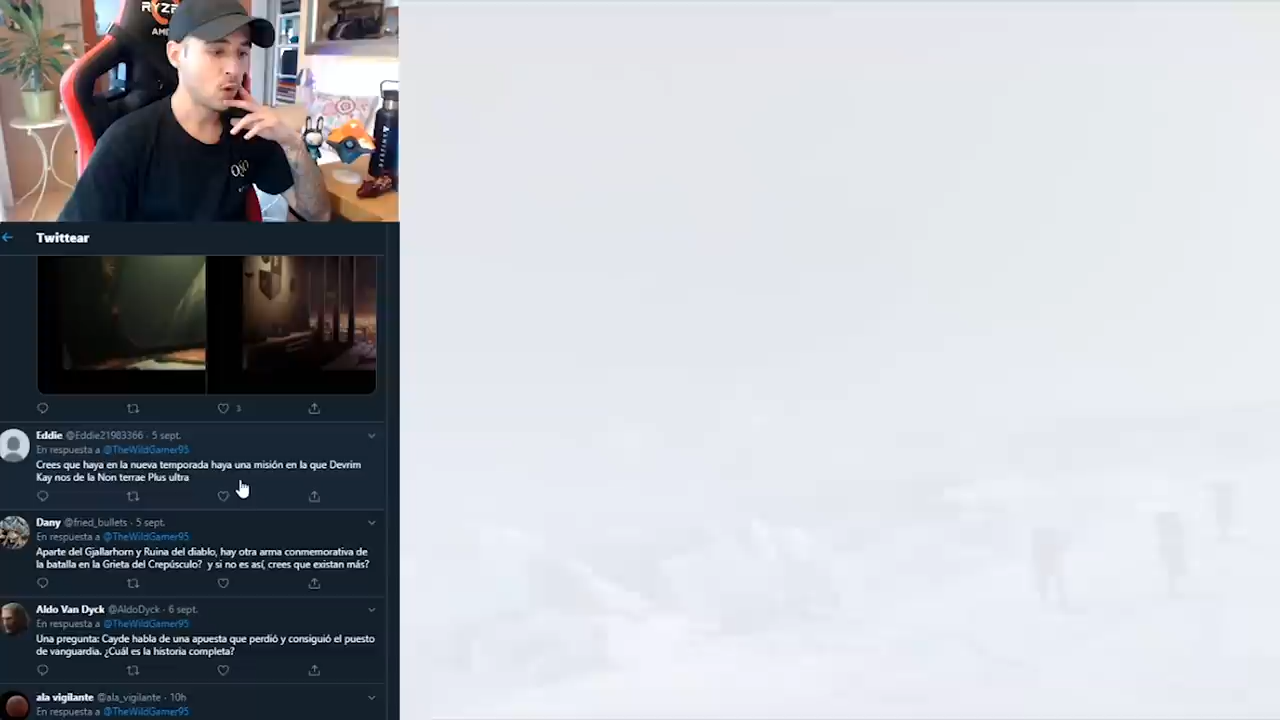 RYZE
AMD
Twittear
3
Eddie @Eddie21983366 · 5 sept.
En respuesta a @TheWildGamer95
Crees que haya en la nueva temporada haya una misión en la que Devrim
Kay nos de la Non terrae Plus ultra
Dany @fried_bullets · 5 sept.
En respuesta a @TheWildGamer95
Aparte del Gjallarhorn y Ruina del diablo, hay otra arma conmemorativa de
la batalla en la Grieta del Crepúsculo? y si no es así, crees que existan más?
Aldo Van Dyck @AldoDyck · 6 sept.
En respuesta a @TheWildGamer95
Una pregunta: Cayde habla de una apuesta que perdió y consiguió el puesto
de vanguardia. ¿Cuál es la historia completa?
ala vigilante @ala_vigilante · 10h
En respuesta a @TheWildGamer95